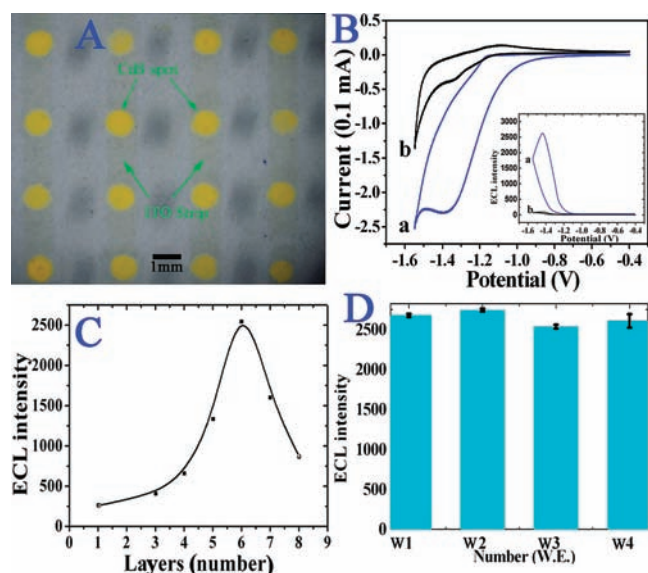 A
CdS spots
ITO Strips
1mm
B
Current (0.1 mA)
0.5
0.0
-0.5
-1.0
-1.5
-2.0
-2.5
b
a
-1.6 -1.4 -1.2 -1.0 -0.8 -0.6 -0.4
Potential (V)
ECL intensity
3000
2500
2000
1500
1000
500
0
a
b
-1.6 -1.4 -1.2 -1.0 -0.8 -0.6 -0.4
Potential (V)
C
ECL intensity
2500
2000
1500
1000
500
0
0 1 2 3 4 5 6 7 8 9
Layers (number)
D
ECL intensity
2500
2000
1500
1000
500
0
W1 W2 W3 W4
Number (W.E.)